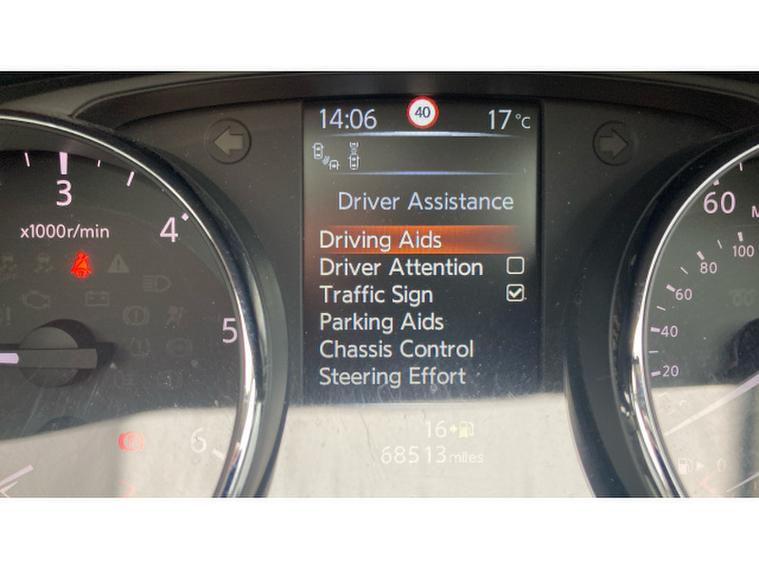 14:06 40 17 °C
Driver Assistance
Driving Aids
Driver Attention
Traffic Sign
Parking Aids
Chassis Control
Steering Effort
16
68513 miles
3
x1000r/min
4
5
6
60
100
80
60
40
20
0